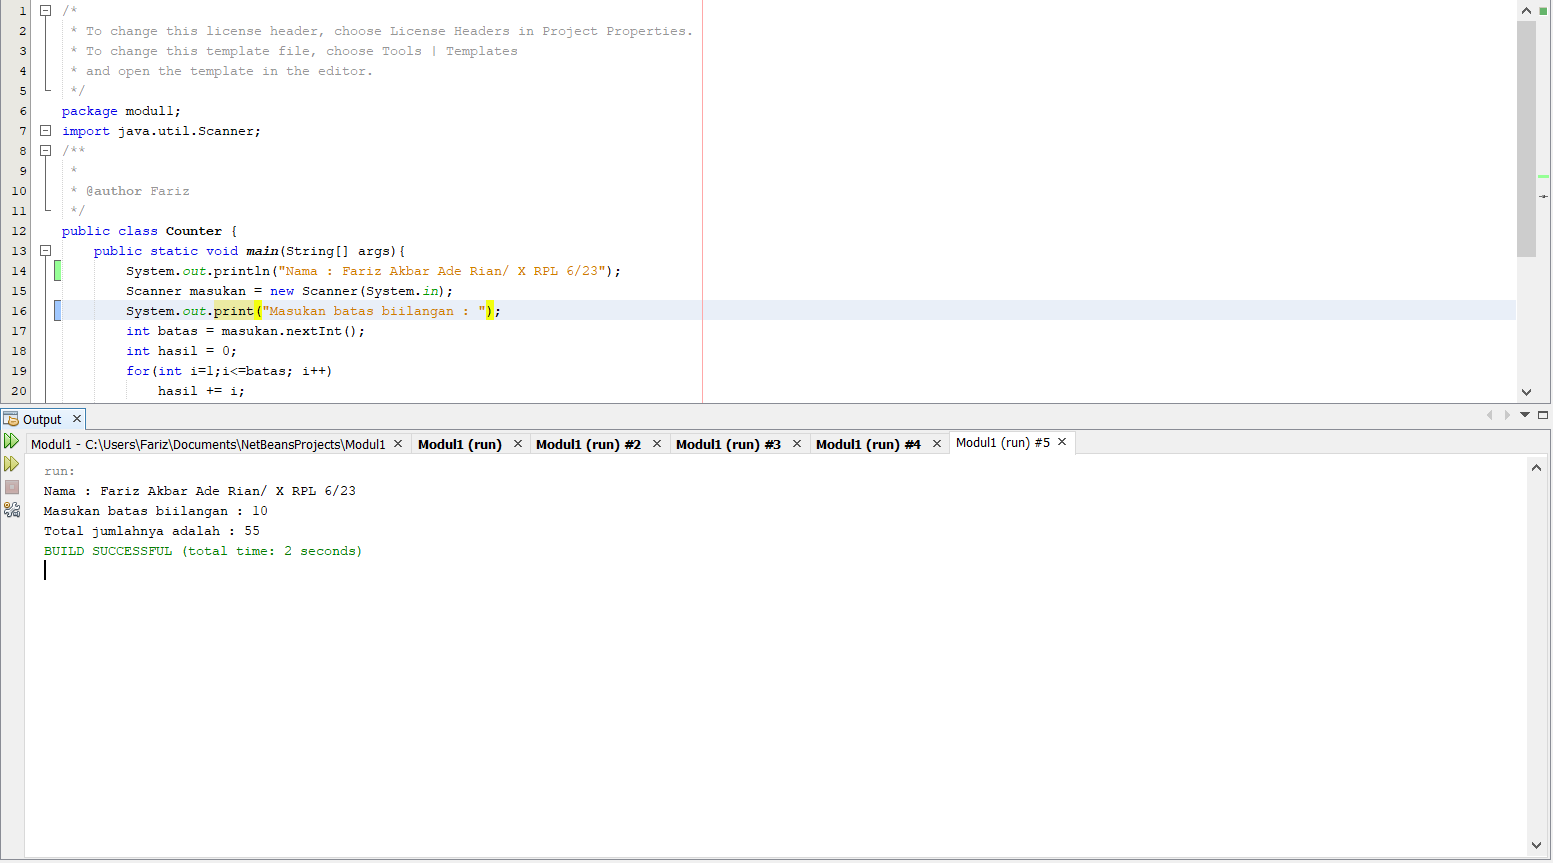 1 /*
2 * To change this license header, choose License Headers in Project Properties.
3 * To change this template file, choose Tools | Templates
4 * and open the template in the editor.
5 */
6 package modul1;
7 import java.util.Scanner;
8 /**
9 *
10 * @author Fariz
11 */
12 public class Counter {
13 public static void main(String[] args){
14 System.out.println("Nama : Fariz Akbar Ade Rian/ X RPL 6/23");
15 Scanner masukan = new Scanner(System.in);
16 System.out.print("Masukan batas biilangan : ");
17 int batas = masukan.nextInt();
18 int hasil = 0;
19 for(int i=1;i<=batas; i++)
20 hasil += i;
Output
Modul1 - C:\Users\Fariz\Documents\NetBeansProjects\Modul1 Modul1 (run) Modul1 (run) #2 Modul1 (run) #3 Modul1 (run) #4 Modul1 (run) #5
run:
Nama : Fariz Akbar Ade Rian/ X RPL 6/23
Masukan batas biilangan : 10
Total jumlahnya adalah : 55
BUILD SUCCESSFUL (total time: 2 seconds)